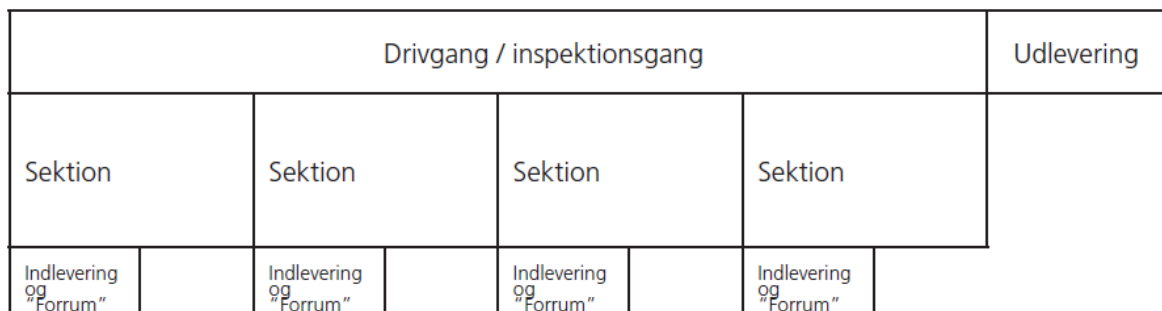 Drivgang / inspektionsgang
Udlevering
Sektion
Sektion
Sektion
Sektion
Indlevering
og
"Forrum"
Indlevering
og
"Forrum"
Indlevering
og
"Forrum"
Indlevering
og
"Forrum"